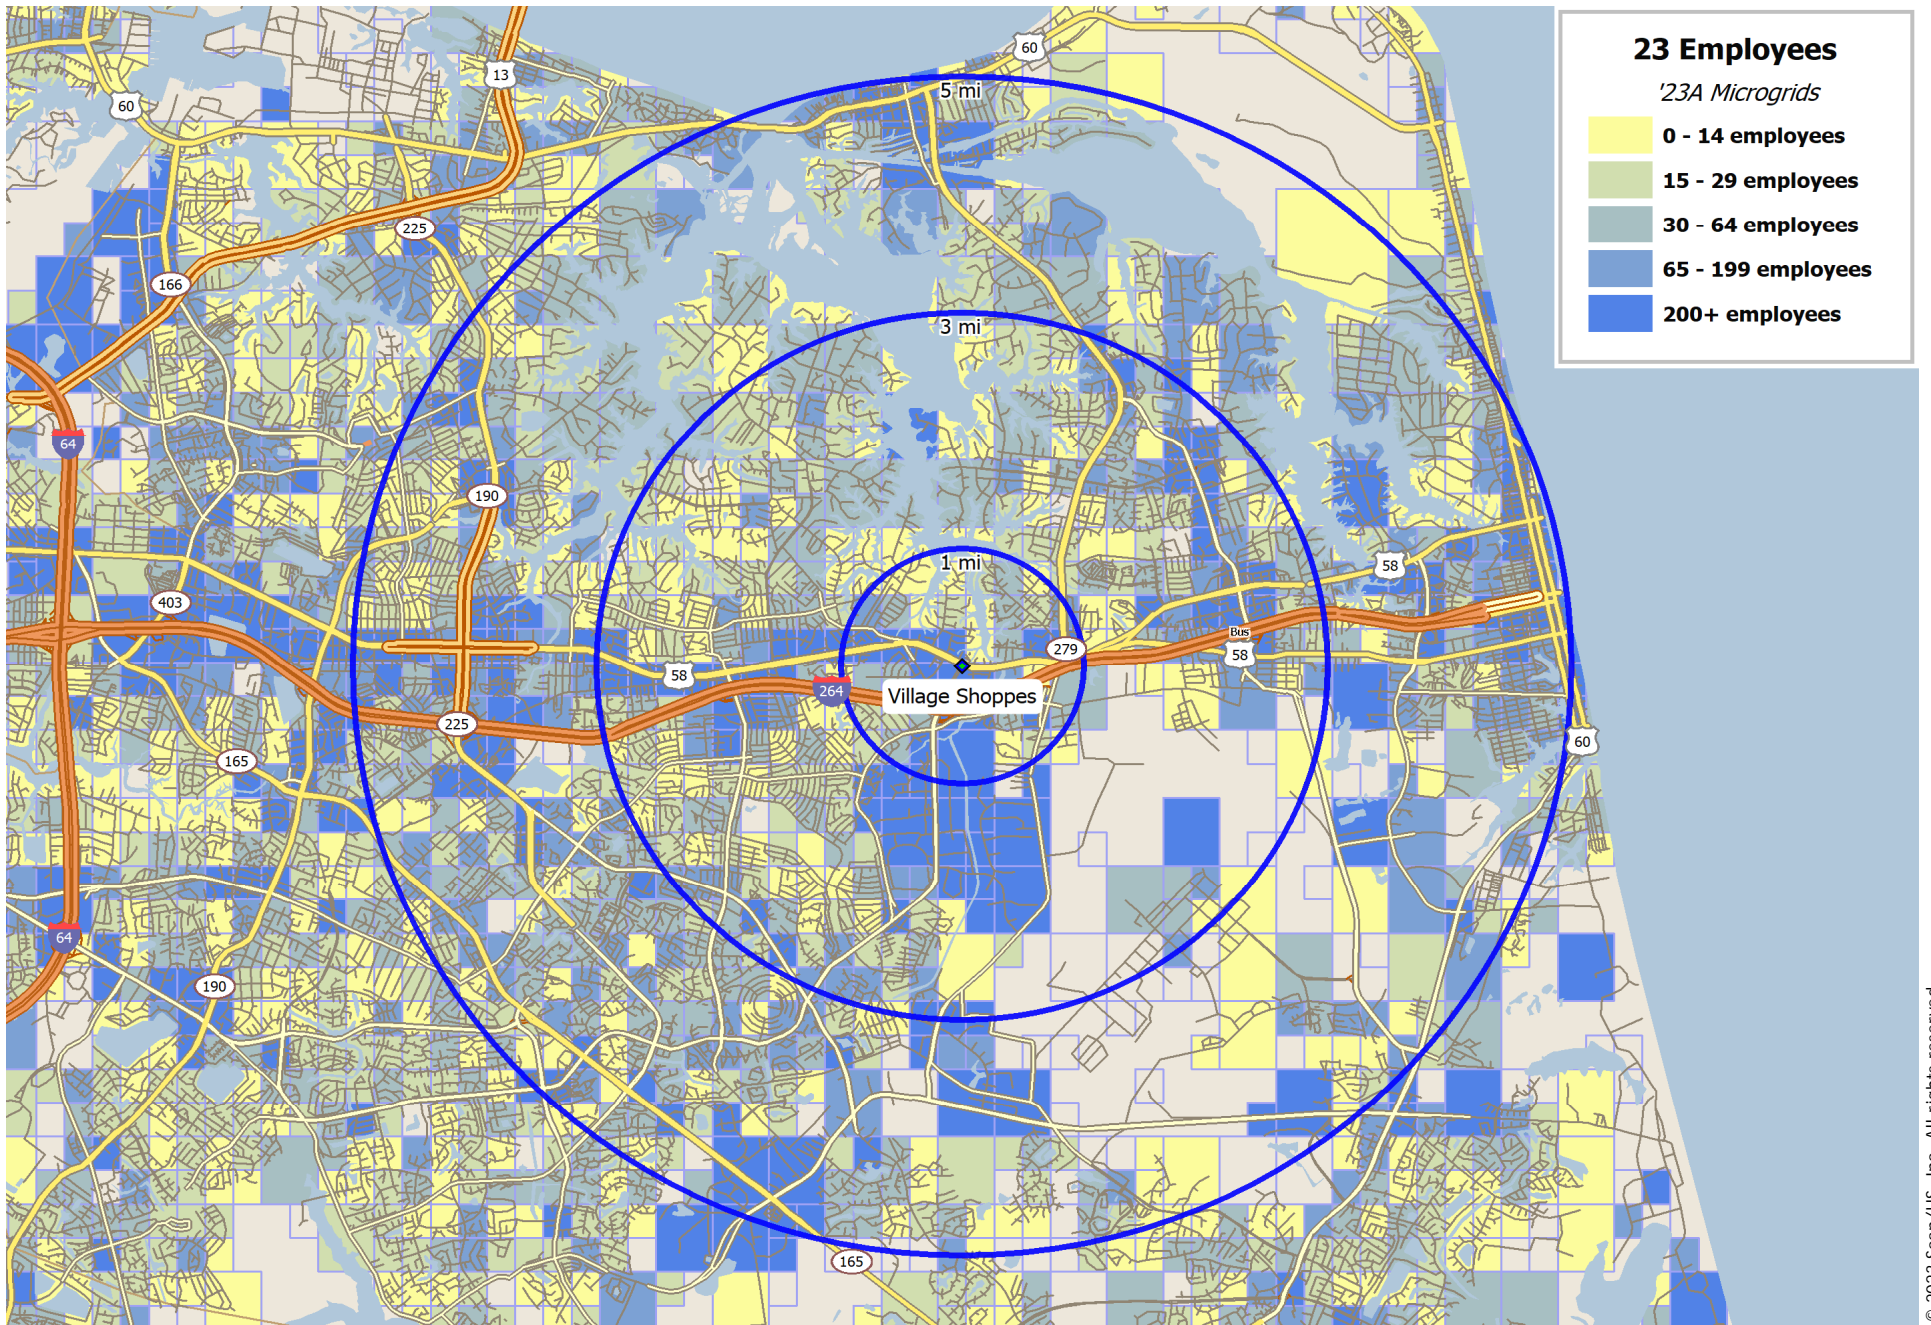 23 Employees
'23A Microgrids
0 - 14 employees
15 - 29 employees
30 - 64 employees
65 - 199 employees
200+ employees
60
13
60
5 mi
225
166
3 mi
64
190
1 mi
58
403
Bus
279
58
58
264
Village Shoppes
225
60
165
64
190
165